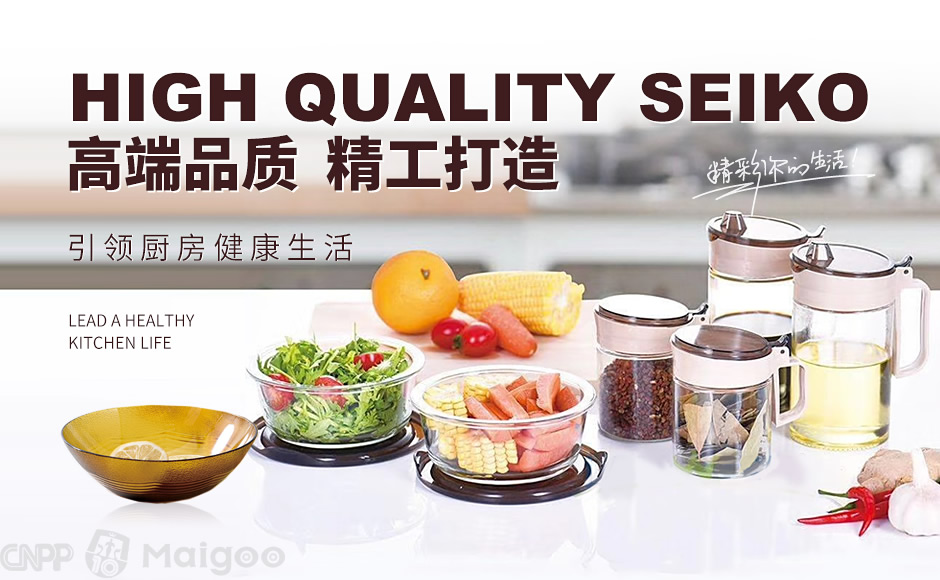 HIGH QUALITY SEIKO
高端品质 精工打造
精彩你的生活!
引领厨房健康生活
LEAD A HEALTHY
KITCHEN LIFE
CNPP Maigoo